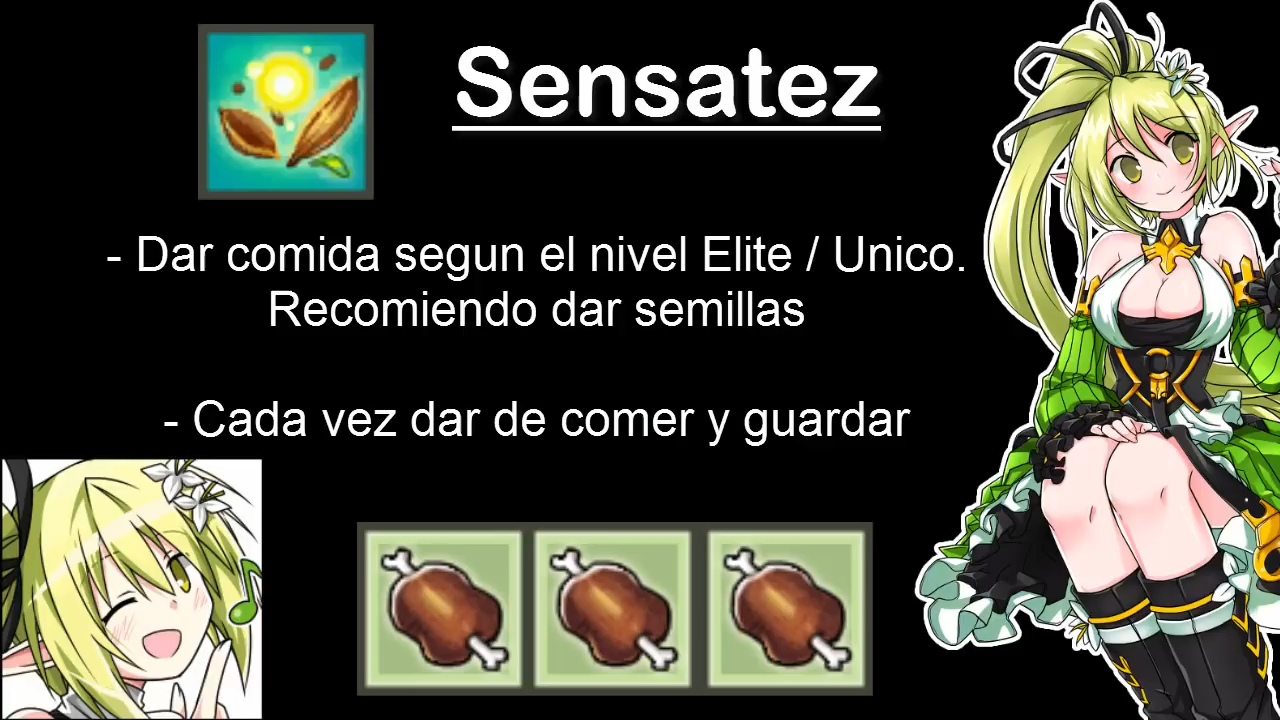 Sensatez
- Dar comida segun el nivel Elite / Unico.
Recomiendo dar semillas
- Cada vez dar de comer y guardar